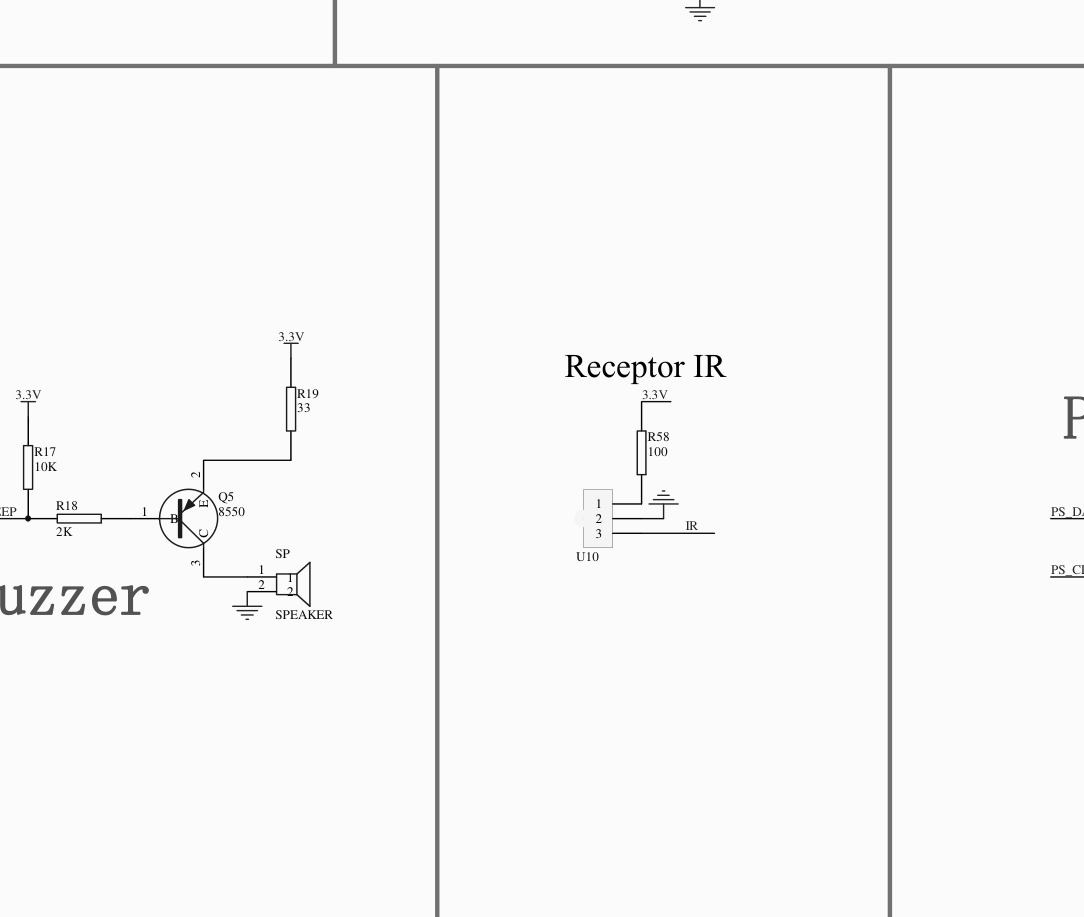 3.3V
R19
33
3.3V
R17
10K
R18
2K
1
2
B
E
C
3
Q5
8550
SP
1
2
1
2
SPEAKER
uzzer
Receptor IR
3.3V
R58
100
1
2
3
IR
U10
P
PS_DA
PS_CL